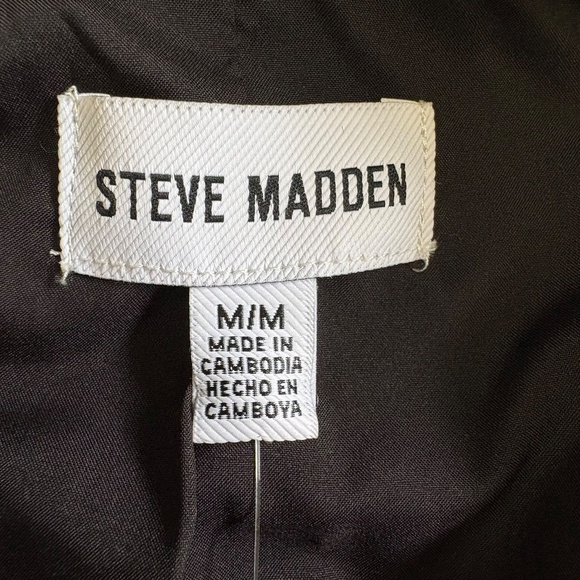 STEVE MADDEN
M/M
MADE IN
CAMBODIA
HECHO EN
CAMBOYA